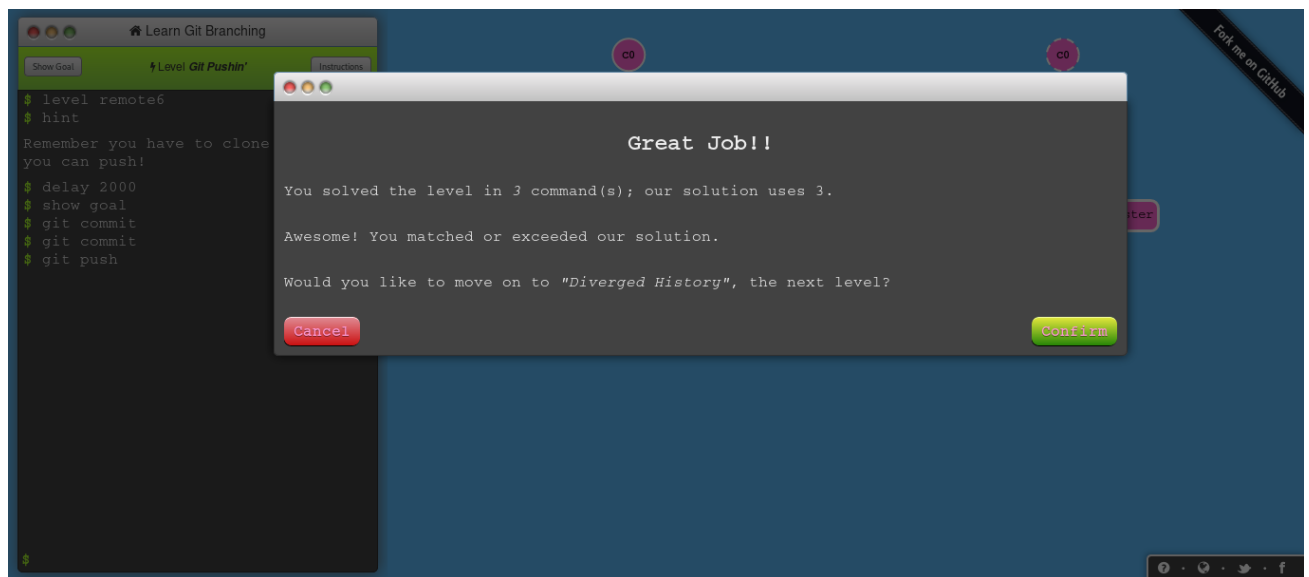 Learn Git Branching
Show Goal
Level Git Pushin'
Instructions
$ level remote6
$ hint
Remember you have to clone
you can push!
$ delay 2000
$ show goal
$ git commit
$ git commit
$ git push
$
c0
c0
Fork me on GitHub
Great Job!!
You solved the level in 3 command(s); our solution uses 3.
Awesome! You matched or exceeded our solution.
Would you like to move on to "Diverged History", the next level?
Cancel
Confirm